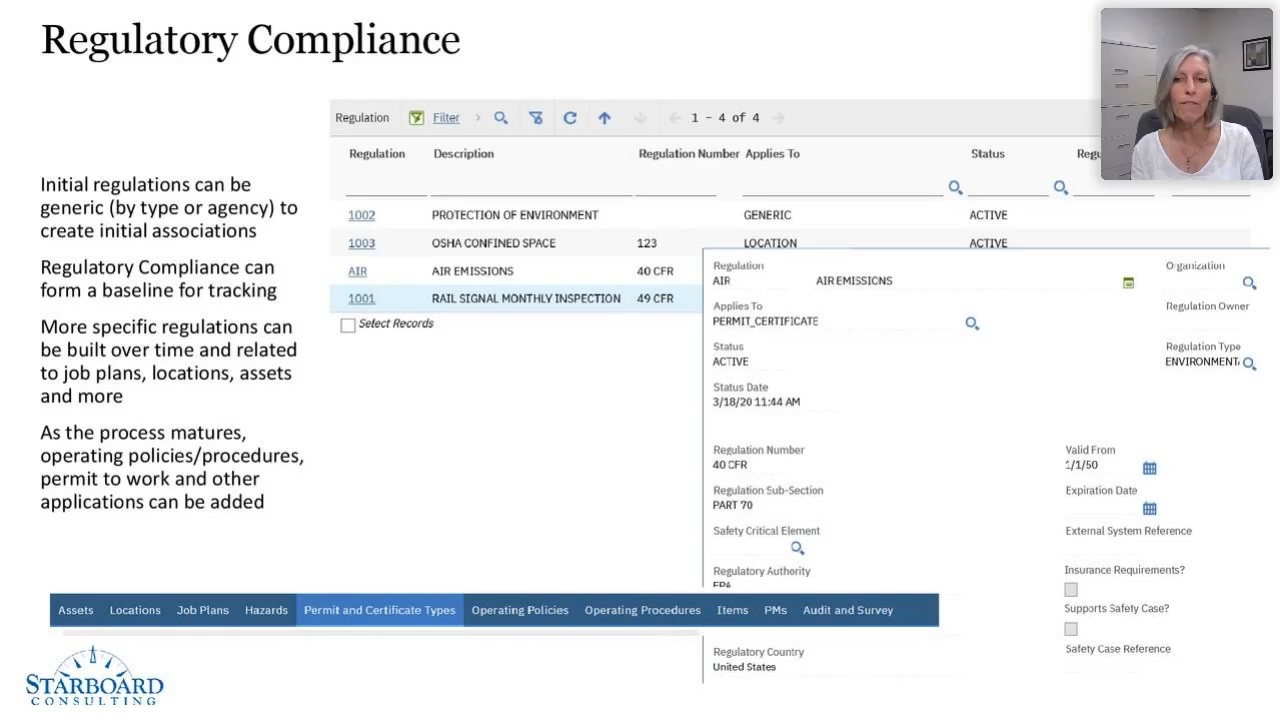 Regulatory Compliance
Initial regulations can be
generic (by type or agency) to
create initial associations
Regulatory Compliance can
form a baseline for tracking
More specific regulations can
be built over time and related
to job plans, locations, assets
and more
As the process matures,
operating policies/procedures,
permit to work and other
applications can be added
Regulation Filter 1 - 4 of 4
Regulation Description Regulation Number Applies To Status
1002 PROTECTION OF ENVIRONMENT GENERIC ACTIVE
1003 OSHA CONFINED SPACE 123 LOCATION ACTIVE
AIR AIR EMISSIONS 40 CFR
1001 RAIL SIGNAL MONTHLY INSPECTION 49 CFR
Select Records
Regulation Organization
AIR AIR EMISSIONS
Applies To Regulation Owner
PERMIT_CERTIFICATE
Status Regulation Type
ACTIVE ENVIRONMENT
Status Date
3/18/20 11:44 AM
Regulation Number Valid From
40 CFR 1/1/50
Regulation Sub-Section Expiration Date
PART 70
Safety Critical Element External System Reference
Regulatory Authority Insurance Requirements?
EPA
Supports Safety Case?
Assets Locations Job Plans Hazards Permit and Certificate Types Operating Policies Operating Procedures Items PMs Audit and Survey
Regulatory Country Safety Case Reference
United States
STARBOARD
CONSULTING